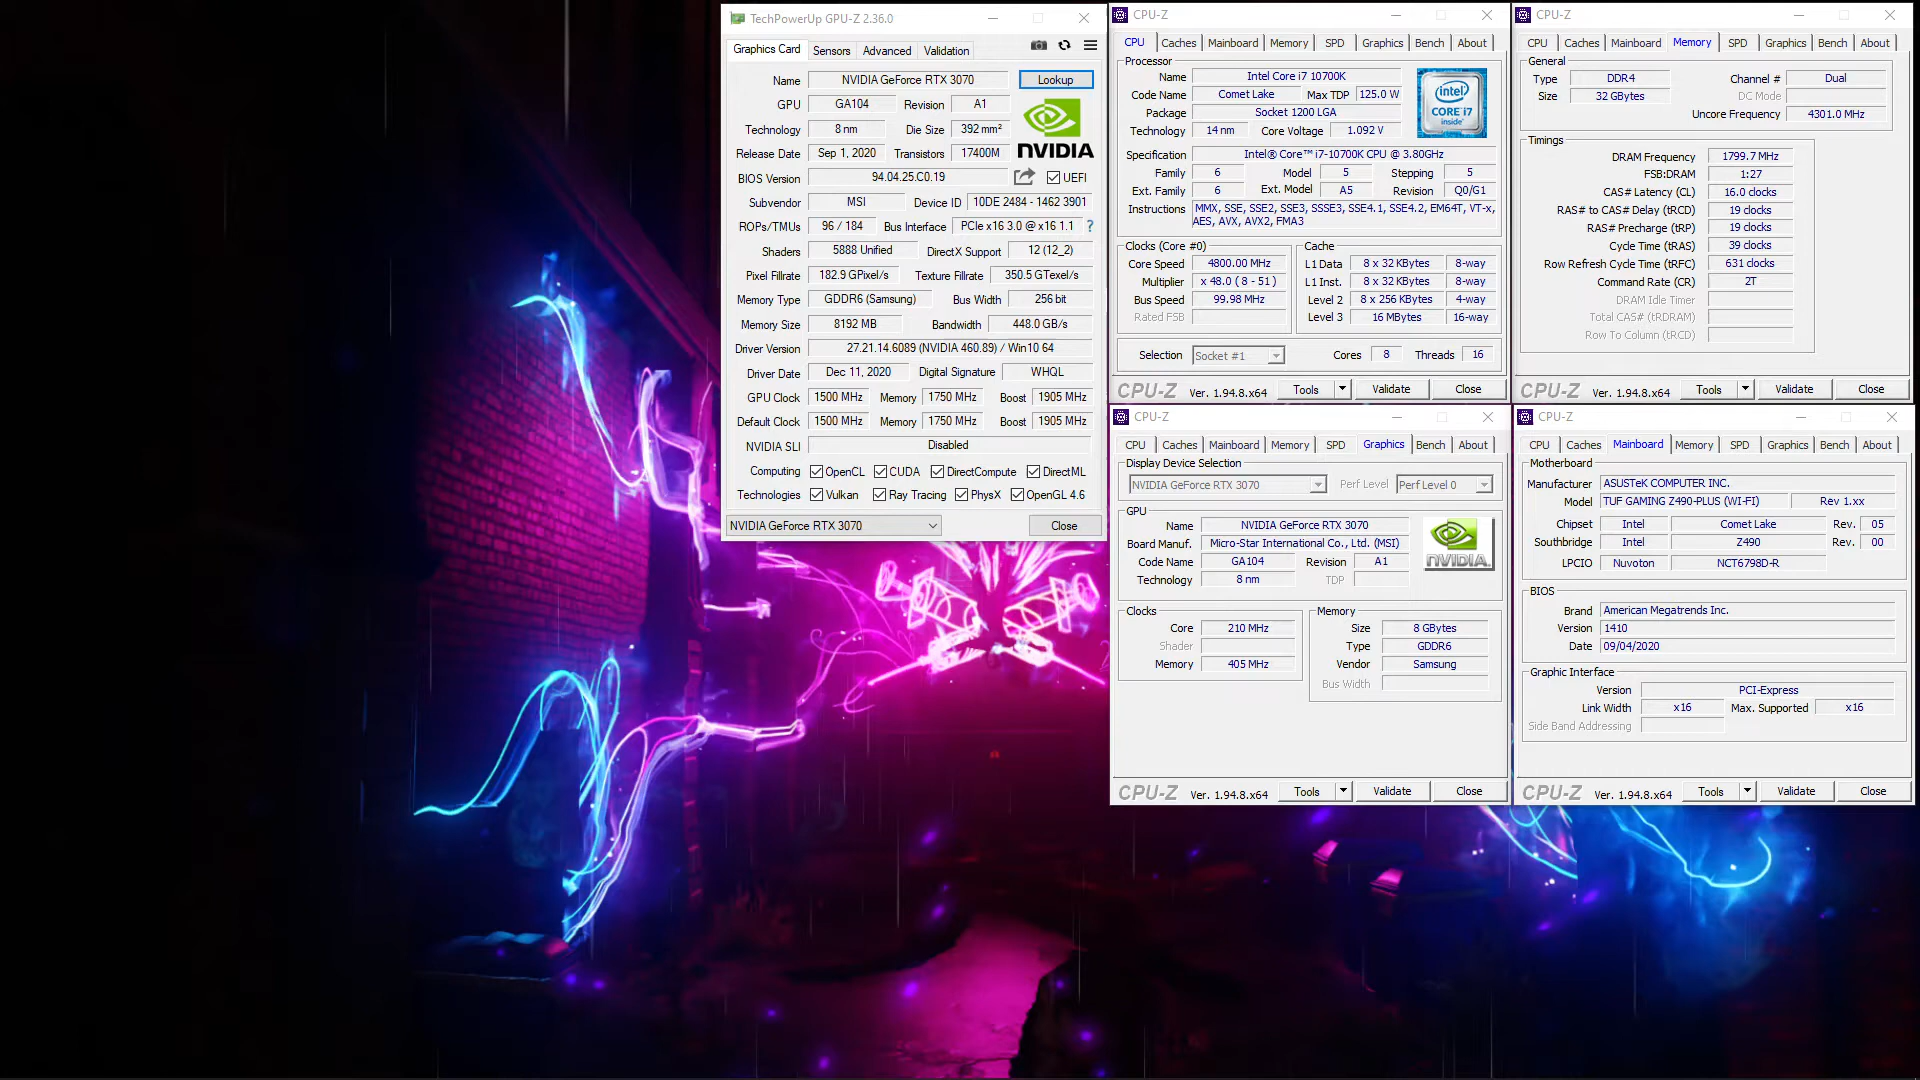 TechPowerUp GPU-Z 2.36.0
Graphics Card Sensors Advanced Validation
Name NVIDIA GeForce RTX 3070 Lookup
GPU GA104 Revision A1
Technology 8 nm Die Size 392 mm²
Release Date Sep 1, 2020 Transistors 17400M
NVIDIA
BIOS Version 94.04.25.C0.19 UEFI
Subvendor MSI Device ID 10DE 2484 - 1462 3901
ROPs/TMUs 96 / 184 Bus Interface PCIe x16 3.0 @ x16 1.1 ?
Shaders 5888 Unified DirectX Support 12 (12_2)
Pixel Fillrate 182.9 GPixel/s Texture Fillrate 350.5 GTexel/s
Memory Type GDDR6 (Samsung) Bus Width 256 bit
Memory Size 8192 MB Bandwidth 448.0 GB/s
Driver Version 27.21.14.6089 (NVIDIA 460.89) / Win10 64
Driver Date Dec 11, 2020 Digital Signature WHQL
GPU Clock 1500 MHz Memory 1750 MHz Boost 1905 MHz
Default Clock 1500 MHz Memory 1750 MHz Boost 1905 MHz
NVIDIA SLI Disabled
Computing OpenCL CUDA DirectCompute DirectML
Technologies Vulkan Ray Tracing PhysX OpenGL 4.6
NVIDIA GeForce RTX 3070 Close
CPU-Z
CPU Caches Mainboard Memory SPD Graphics Bench About
Processor
Name Intel Core i7 10700K
Code Name Comet Lake Max TDP 125.0 W
Package Socket 1200 LGA
Technology 14 nm Core Voltage 1.092 V
intel
CORE i7
inside
Specification Intel® Core™ i7-10700K CPU @ 3.80GHz
Family 6 Model 5 Stepping 5
Ext. Family 6 Ext. Model A5 Revision Q0/G1
Instructions MMX, SSE, SSE2, SSE3, SSSE3, SSE4.1, SSE4.2, EM64T, VT-x,
AES, AVX, AVX2, FMA3
Clocks (Core #0)
Core Speed 4800.00 MHz
Multiplier x 48.0 ( 8 - 51 )
Bus Speed 99.98 MHz
Rated FSB
Cache
L1 Data 8 x 32 KBytes 8-way
L1 Inst. 8 x 32 KBytes 8-way
Level 2 8 x 256 KBytes 4-way
Level 3 16 MBytes 16-way
Selection Socket #1 Cores 8 Threads 16
CPU-Z Ver. 1.94.8.x64 Tools Validate Close
CPU-Z
CPU Caches Mainboard Memory SPD Graphics Bench About
General
Type DDR4 Channel # Dual
Size 32 GBytes DC Mode
Uncore Frequency 4301.0 MHz
Timings
DRAM Frequency 1799.7 MHz
FSB:DRAM 1:27
CAS# Latency (CL) 16.0 clocks
RAS# to CAS# Delay (tRCD) 19 clocks
RAS# Precharge (tRP) 19 clocks
Cycle Time (tRAS) 39 clocks
Row Refresh Cycle Time (tRFC) 631 clocks
Command Rate (CR) 2T
DRAM Idle Timer
Total CAS# (tRDRAM)
Row To Column (tRCD)
CPU-Z Ver. 1.94.8.x64 Tools Validate Close
CPU-Z
CPU Caches Mainboard Memory SPD Graphics Bench About
Display Device Selection
NVIDIA GeForce RTX 3070 Perf Level Perf Level 0
GPU
Name NVIDIA GeForce RTX 3070
Board Manuf. Micro-Star International Co., Ltd. (MSI)
Code Name GA104 Revision A1
Technology 8 nm TDP
NVIDIA.
Clocks
Core 210 MHz
Shader
Memory 405 MHz
Memory
Size 8 GBytes
Type GDDR6
Vendor Samsung
Bus Width
CPU-Z Ver. 1.94.8.x64 Tools Validate Close
CPU-Z
CPU Caches Mainboard Memory SPD Graphics Bench About
Motherboard
Manufacturer ASUSTeK COMPUTER INC.
Model TUF GAMING Z490-PLUS (WI-FI) Rev 1.xx
Chipset Intel Comet Lake Rev. 05
Southbridge Intel Z490 Rev. 00
LPCIO Nuvoton NCT6798D-R
BIOS
Brand American Megatrends Inc.
Version 1410
Date 09/04/2020
Graphic Interface
Version PCI-Express
Link Width x16 Max. Supported x16
Side Band Addressing
CPU-Z Ver. 1.94.8.x64 Tools Validate Close